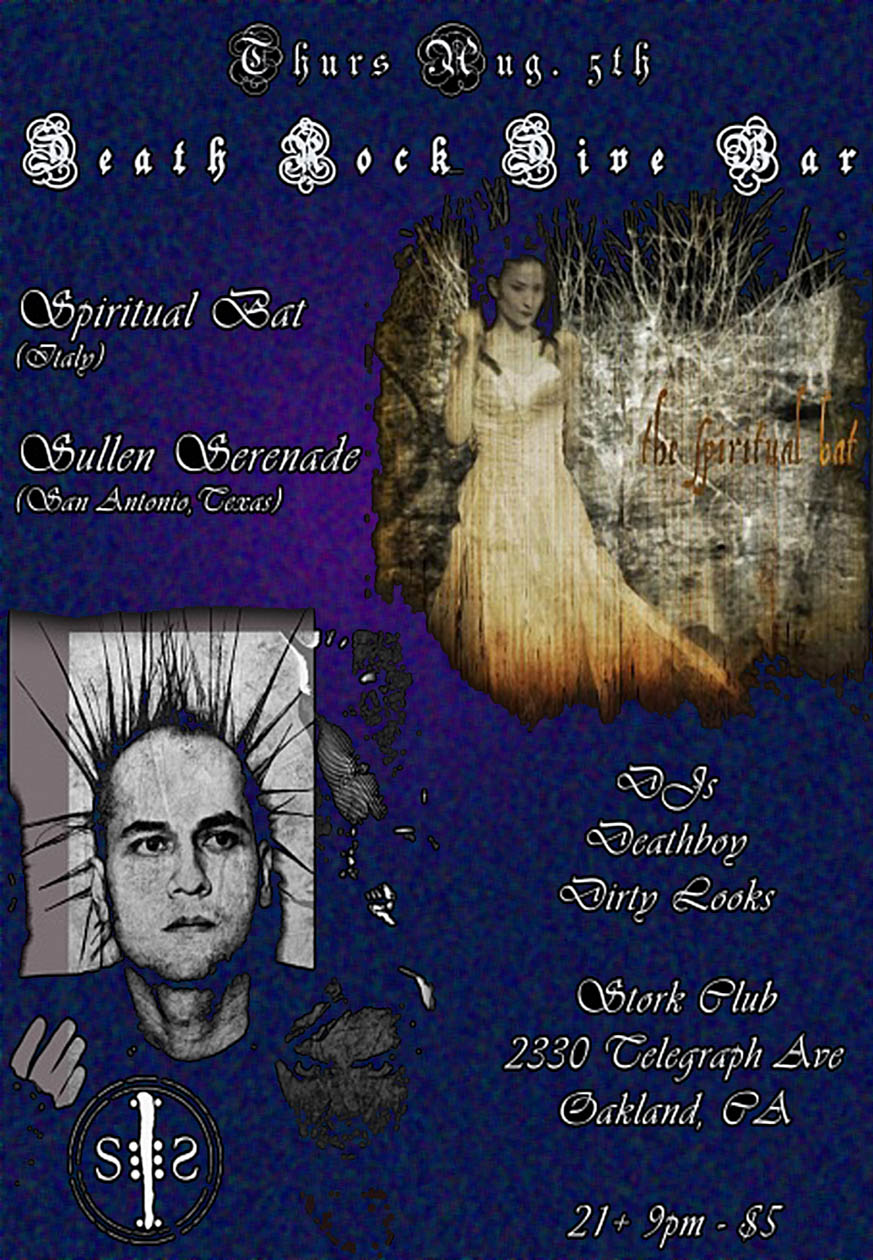 Thurs Aug. 5th
Death Rock Dive Bar
Spiritual Bat
(Italy)
Sullen Serenade
(San Antonio, Texas)
the spiritual bat
DJs
Deathboy
Dirty Looks
Stork Club
2330 Telegraph Ave
Oakland, CA
S S
21+ 9pm - $5